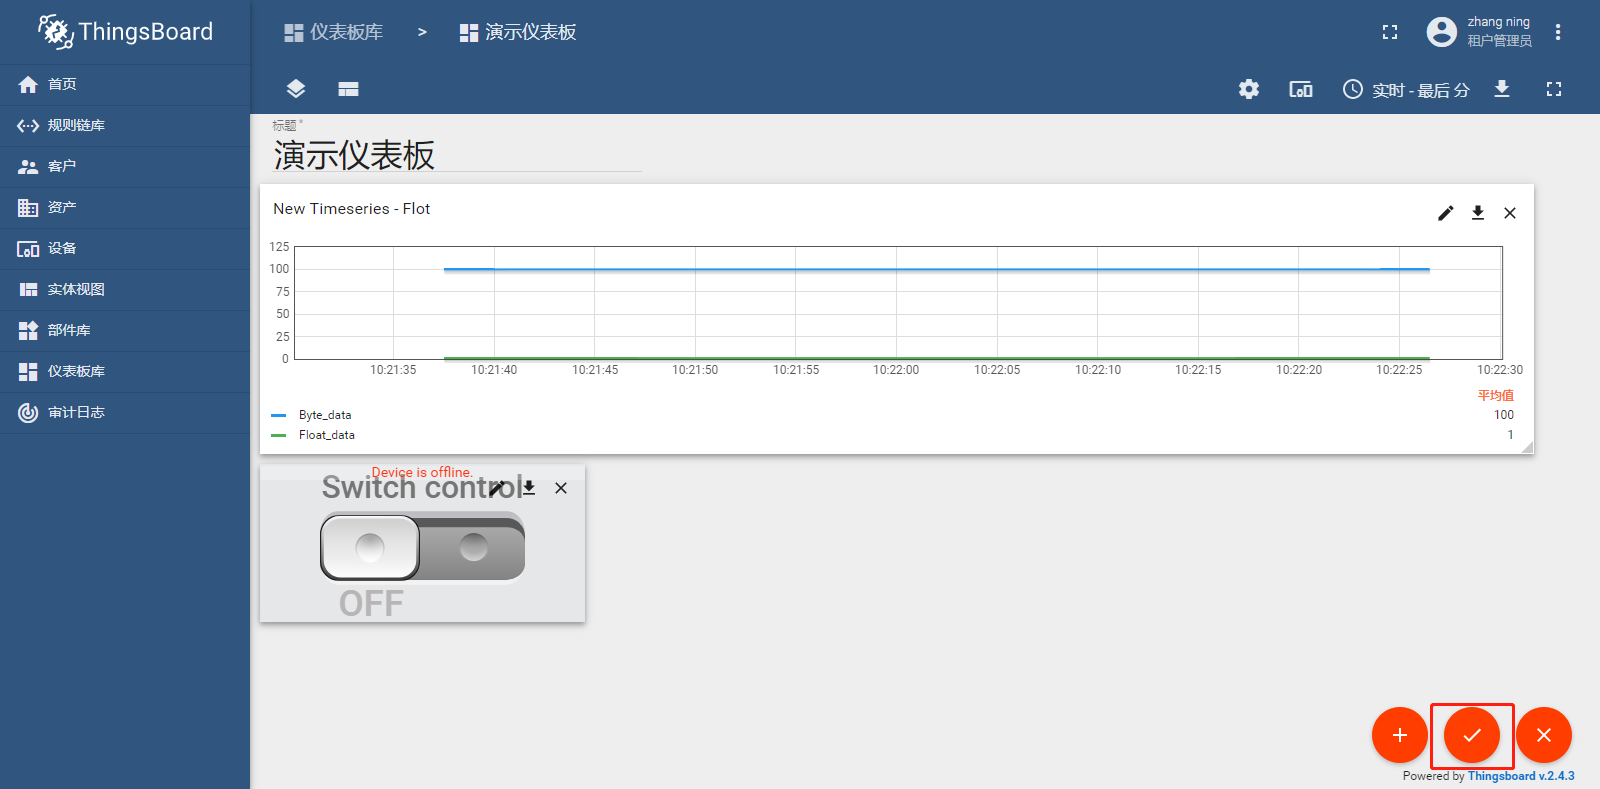 ThingsBoard
首页
规则链库
客户
资产
设备
实体视图
部件库
仪表板库
审计日志
仪表板库 > 演示仪表板
zhang ning
租户管理员
实时 - 最后 分
标题 *
演示仪表板
New Timeseries - Flot
125
100
75
50
25
0
10:21:35 10:21:40 10:21:45 10:21:50 10:21:55 10:22:00 10:22:05 10:22:10 10:22:15 10:22:20 10:22:25 10:22:30
平均值
Byte_data 100
Float_data 1
Device is offline.
Switch control
OFF
Powered by Thingsboard v.2.4.3